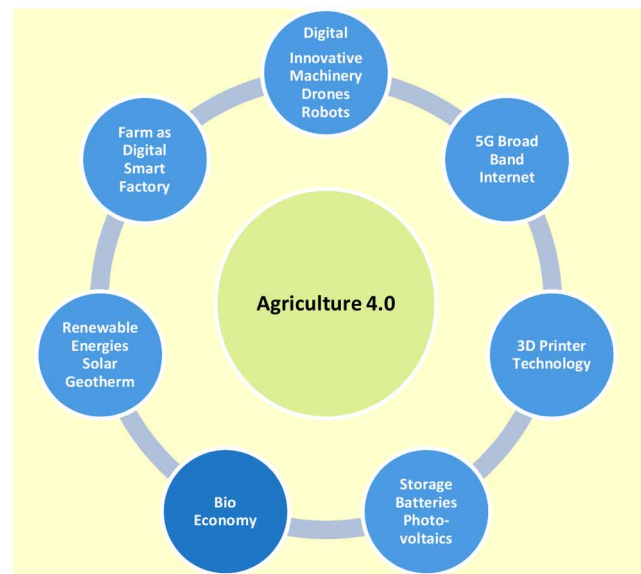 Digital
Innovative
Machinery
Drones
Robots
5G Broad
Band
Internet
3D Printer
Technology
Storage
Batteries
Photo-
voltaics
Bio
Economy
Renewable
Energies
Solar
Geotherm
Farm as
Digital
Smart
Factory
Agriculture 4.0